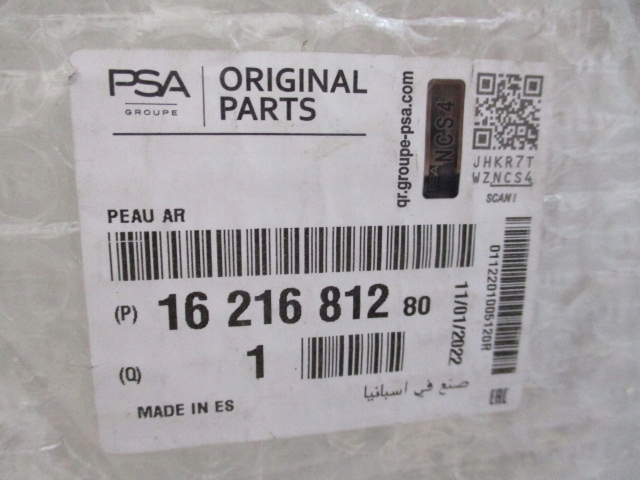 PSA
GROUPE
ORIGINAL
PARTS
qr.groupe-psa.com
NCS4
JHKR7T
WZNCS4
SCAN!
PEAU AR
(P) 16 216 812 80
11/01/2022
0112201005120R
(Q) 1
صنع في اسبانيا
MADE IN ES
EAC